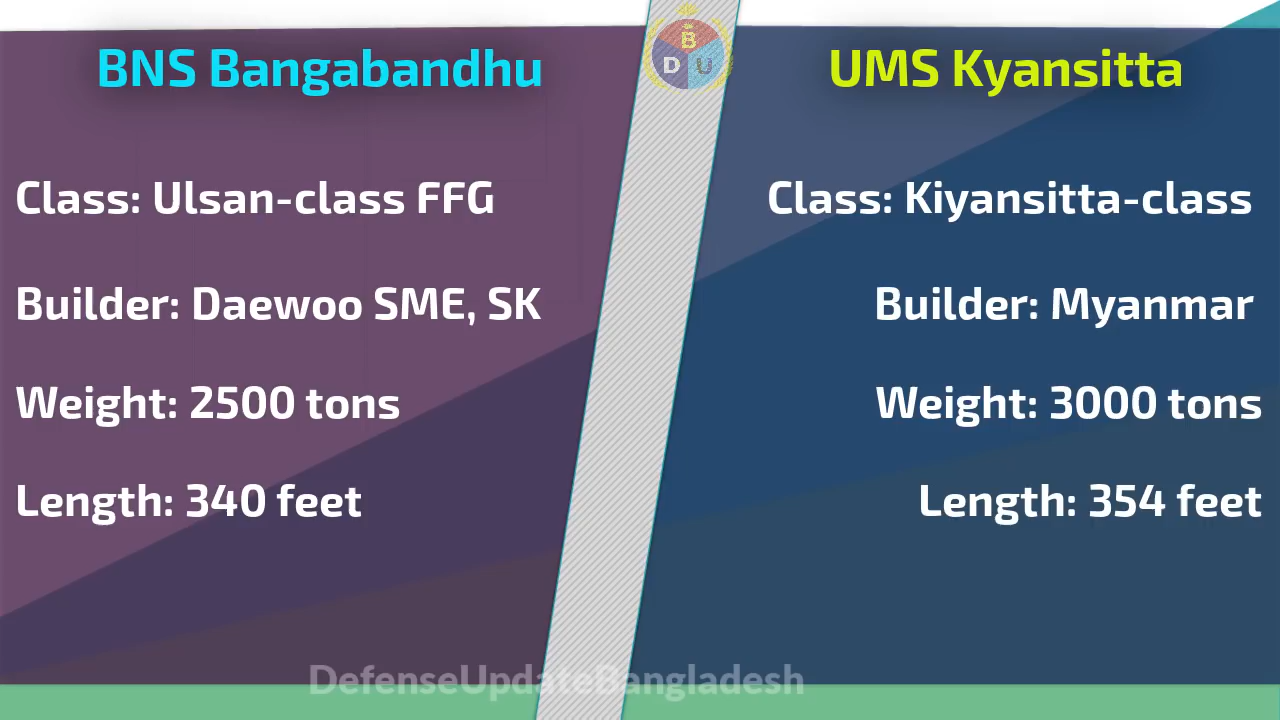 BNS Bangabandhu
Class: Ulsan-class FFG
Builder: Daewoo SME, SK
Weight: 2500 tons
Length: 340 feet
B
D U
UMS Kyansitta
Class: Kiyansitta-class
Builder: Myanmar
Weight: 3000 tons
Length: 354 feet
DefenseUpdateBangladesh